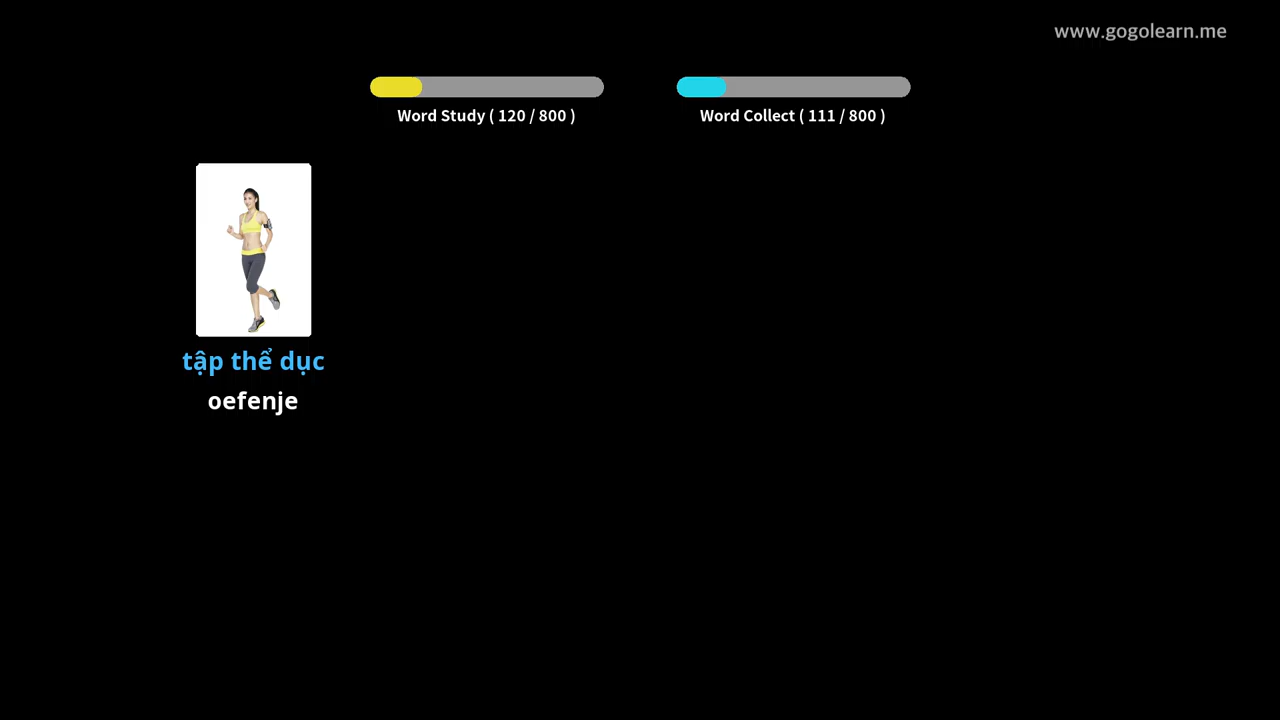 www.gogolearn.me
Word Study ( 120 / 800 )
Word Collect ( 111 / 800 )
tập thể dục
oefenje